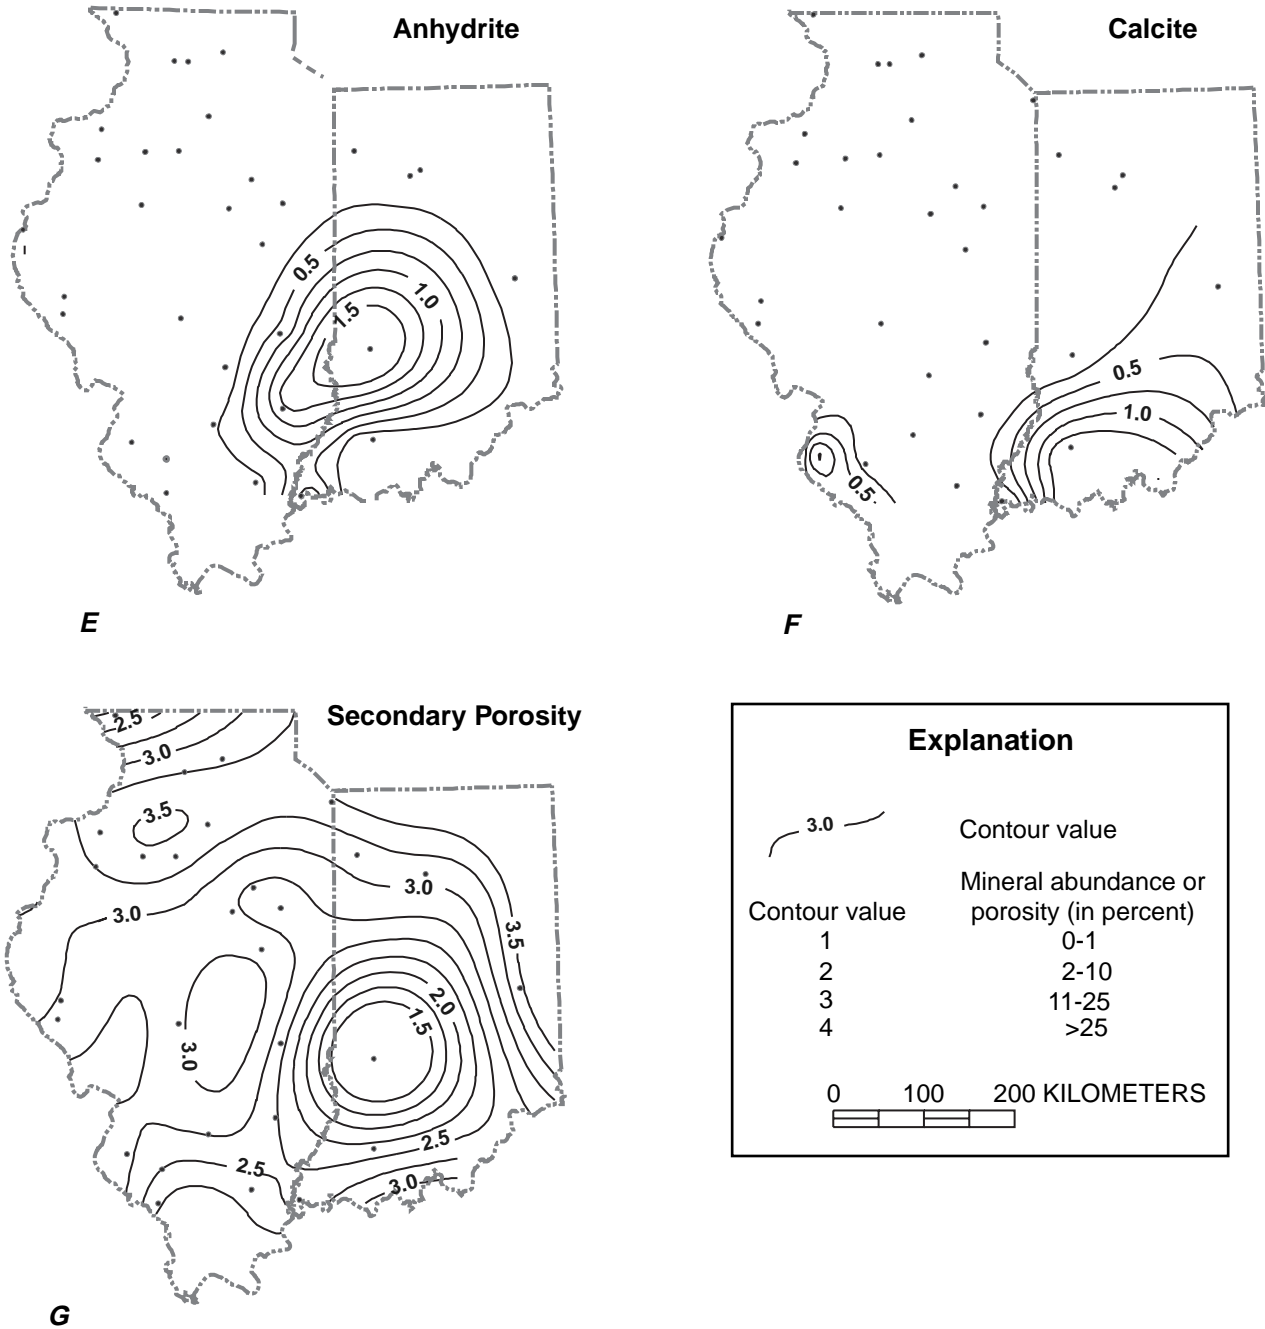 Anhydrite
Calcite
0.5
1.0
1.5
0.5
1.0
0.5
E
F
Secondary Porosity
2.5
3.0
3.5
3.0
3.0
3.5
2.0
1.5
3.0
2.5
2.5
3.0
G
Explanation
3.0 Contour value
Contour value Mineral abundance or porosity (in percent)
1 0-1
2 2-10
3 11-25
4 >25
0 100 200 KILOMETERS